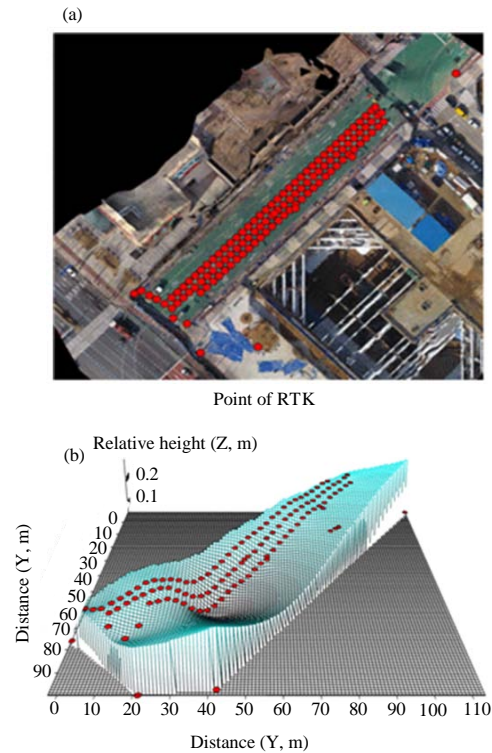 (a)
Point of RTK
(b)
Relative height (Z, m)
0.2
0.1
0
10
20
30
40
50
60
70
80
90
Distance (Y, m)
0 10 20 30 40 50 60 70 80 90 100 110
Distance (Y, m)